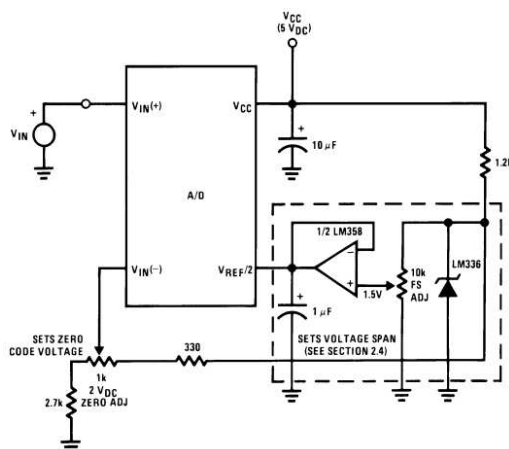 VCC
(5 VDC)
+
VIN
VIN(+)
VCC
+
10 µF
A/D
1/2 LM358
−
+
1.5V
10k
FS
ADJ
LM336
VIN(−)
VREF/2
+
1 µF
SETS VOLTAGE SPAN
(SEE SECTION 2.4)
SETS ZERO
CODE VOLTAGE
330
1k
2 VDC
ZERO ADJ
2.7k